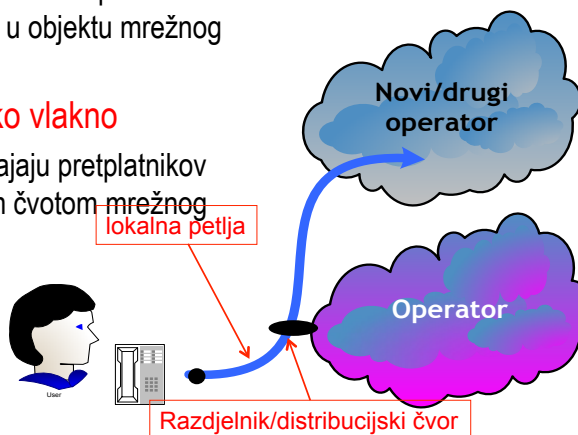 u objektu mrežnog
ko vlakno
ajaju pretplatnikov
m čvotom mrežnog
lokalna petlja
Novi/drugi
operator
Operator
User
Razdjelnik/distribucijski čvor